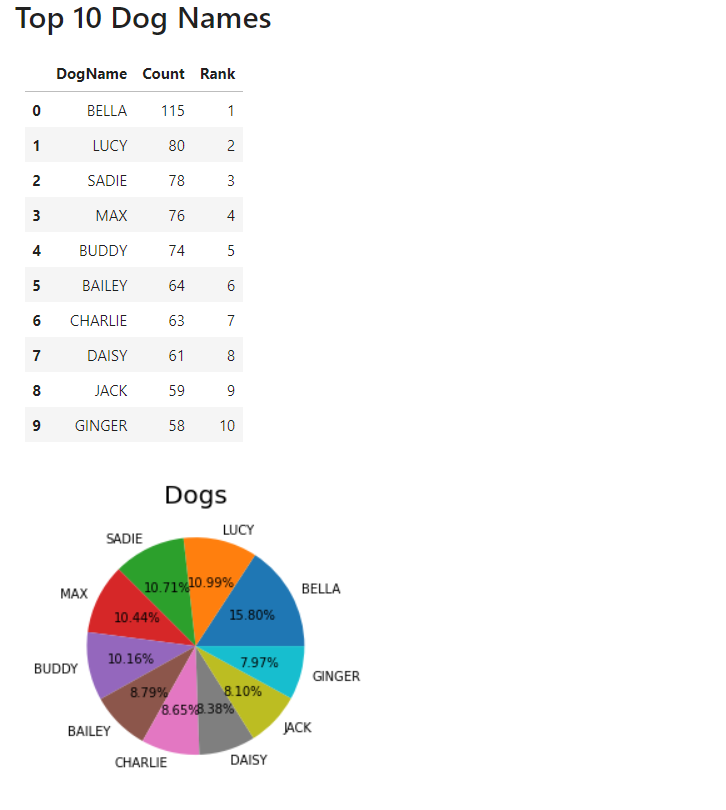 Top 10 Dog Names
DogName Count Rank
0 BELLA 115 1
1 LUCY 80 2
2 SADIE 78 3
3 MAX 76 4
4 BUDDY 74 5
5 BAILEY 64 6
6 CHARLIE 63 7
7 DAISY 61 8
8 JACK 59 9
9 GINGER 58 10
Dogs
LUCY
SADIE
10.71% 10.99%
BELLA
MAX
10.44% 15.80%
BUDDY
10.16% 7.97%
GINGER
8.79% 8.10%
8.65% 8.38%
BAILEY
JACK
CHARLIE
DAISY